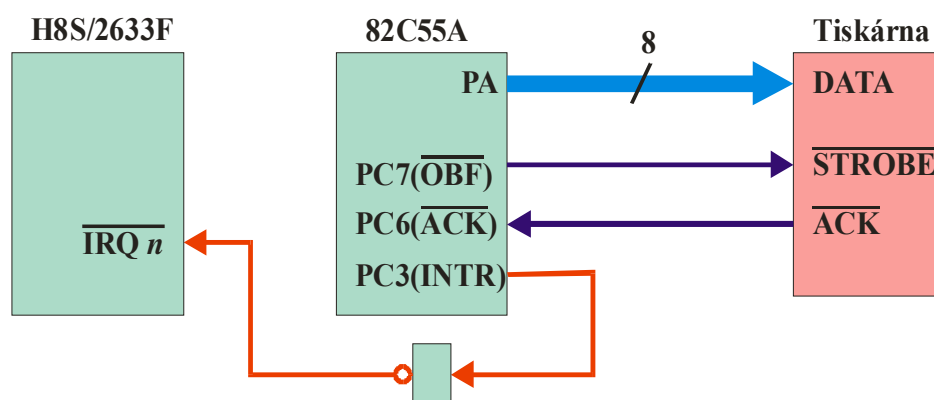 H8S/2633F
82C55A
Tiskárna
8
PA
DATA
PC7(OBF)
STROBE
PC6(ACK)
ACK
IRQ n
PC3(INTR)